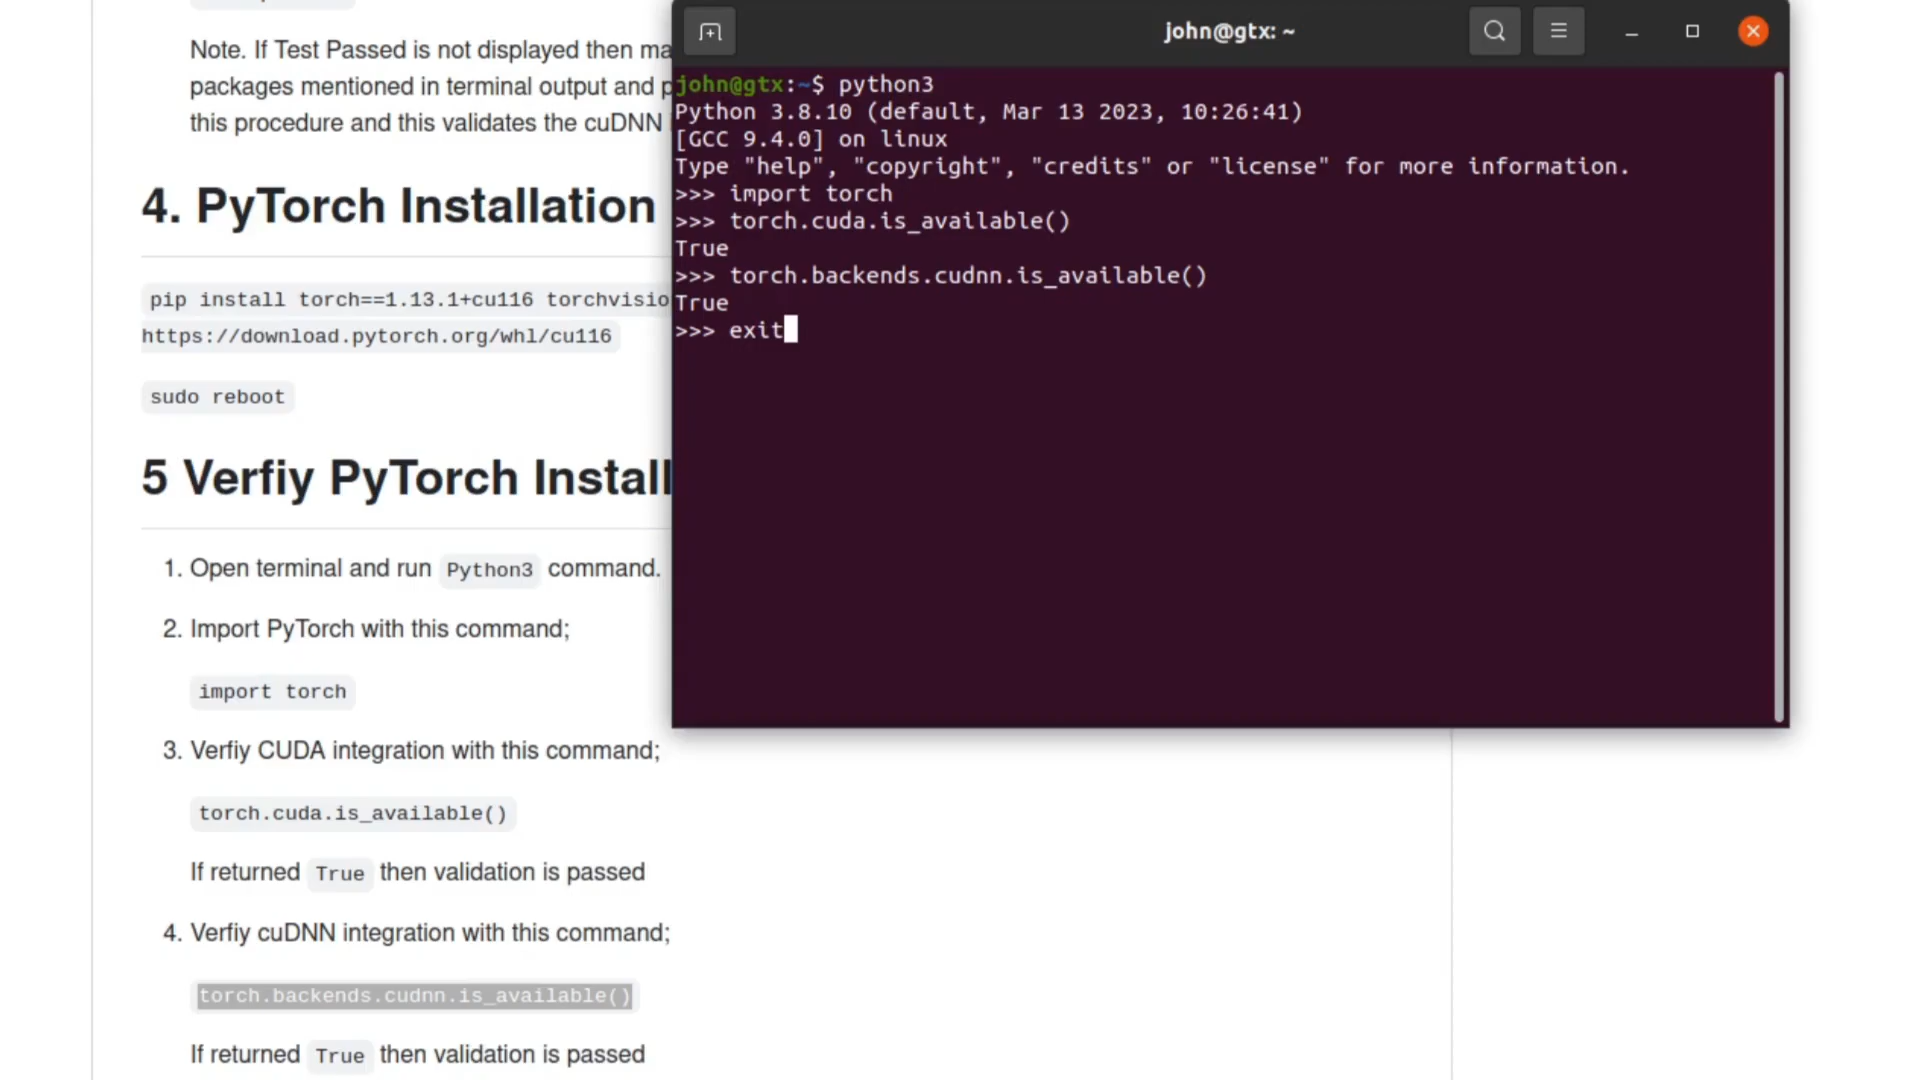 Note. If Test Passed is not displayed then
packages mentioned in terminal output and
this procedure and this validates the cuDNN
4. PyTorch Installation
pip install torch==1.13.1+cu116
https://download.pytorch.org/whl/cu116
sudo reboot
5 Verfiy PyTorch Install
1. Open terminal and run Python3 command.
2. Import PyTorch with this command;
import torch
3. Verfiy CUDA integration with this command;
torch.cuda.is_available()
If returned True then validation is passed
4. Verfiy cuDNN integration with this command;
torch.backends.cudnn.is_available()
If returned True then validation is passed
john@gtx: ~
john@gtx:~$ python3
Python 3.8.10 (default, Mar 13 2023, 10:26:41)
[GCC 9.4.0] on linux
Type "help", "copyright", "credits" or "license" for more information.
>>> import torch
>>> torch.cuda.is_available()
True
>>> torch.backends.cudnn.is_available()
True
>>> exit